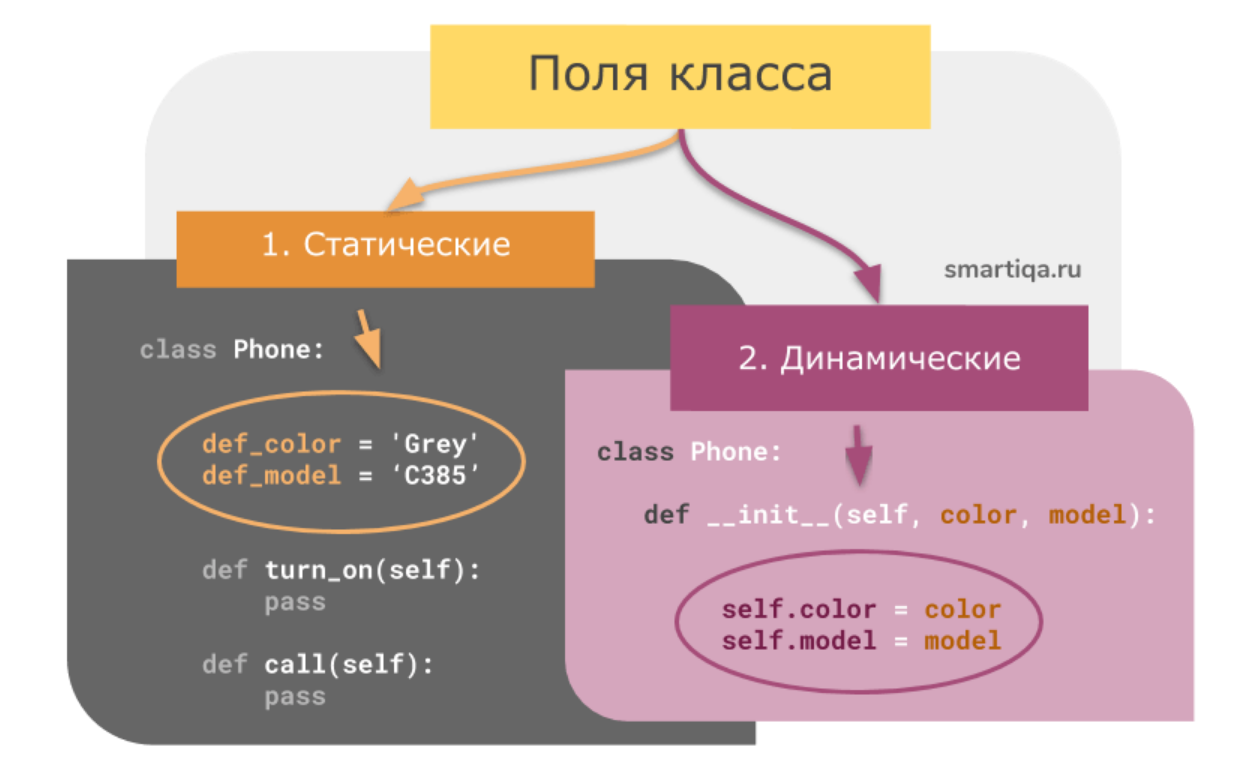 Поля класса
1. Статические
smartiqa.ru
class Phone:
def_color = 'Grey'
def_model = ‘C385’
def turn_on(self):
pass
def call(self):
pass
2. Динамические
class Phone:
def __init__(self, color, model):
self.color = color
self.model = model